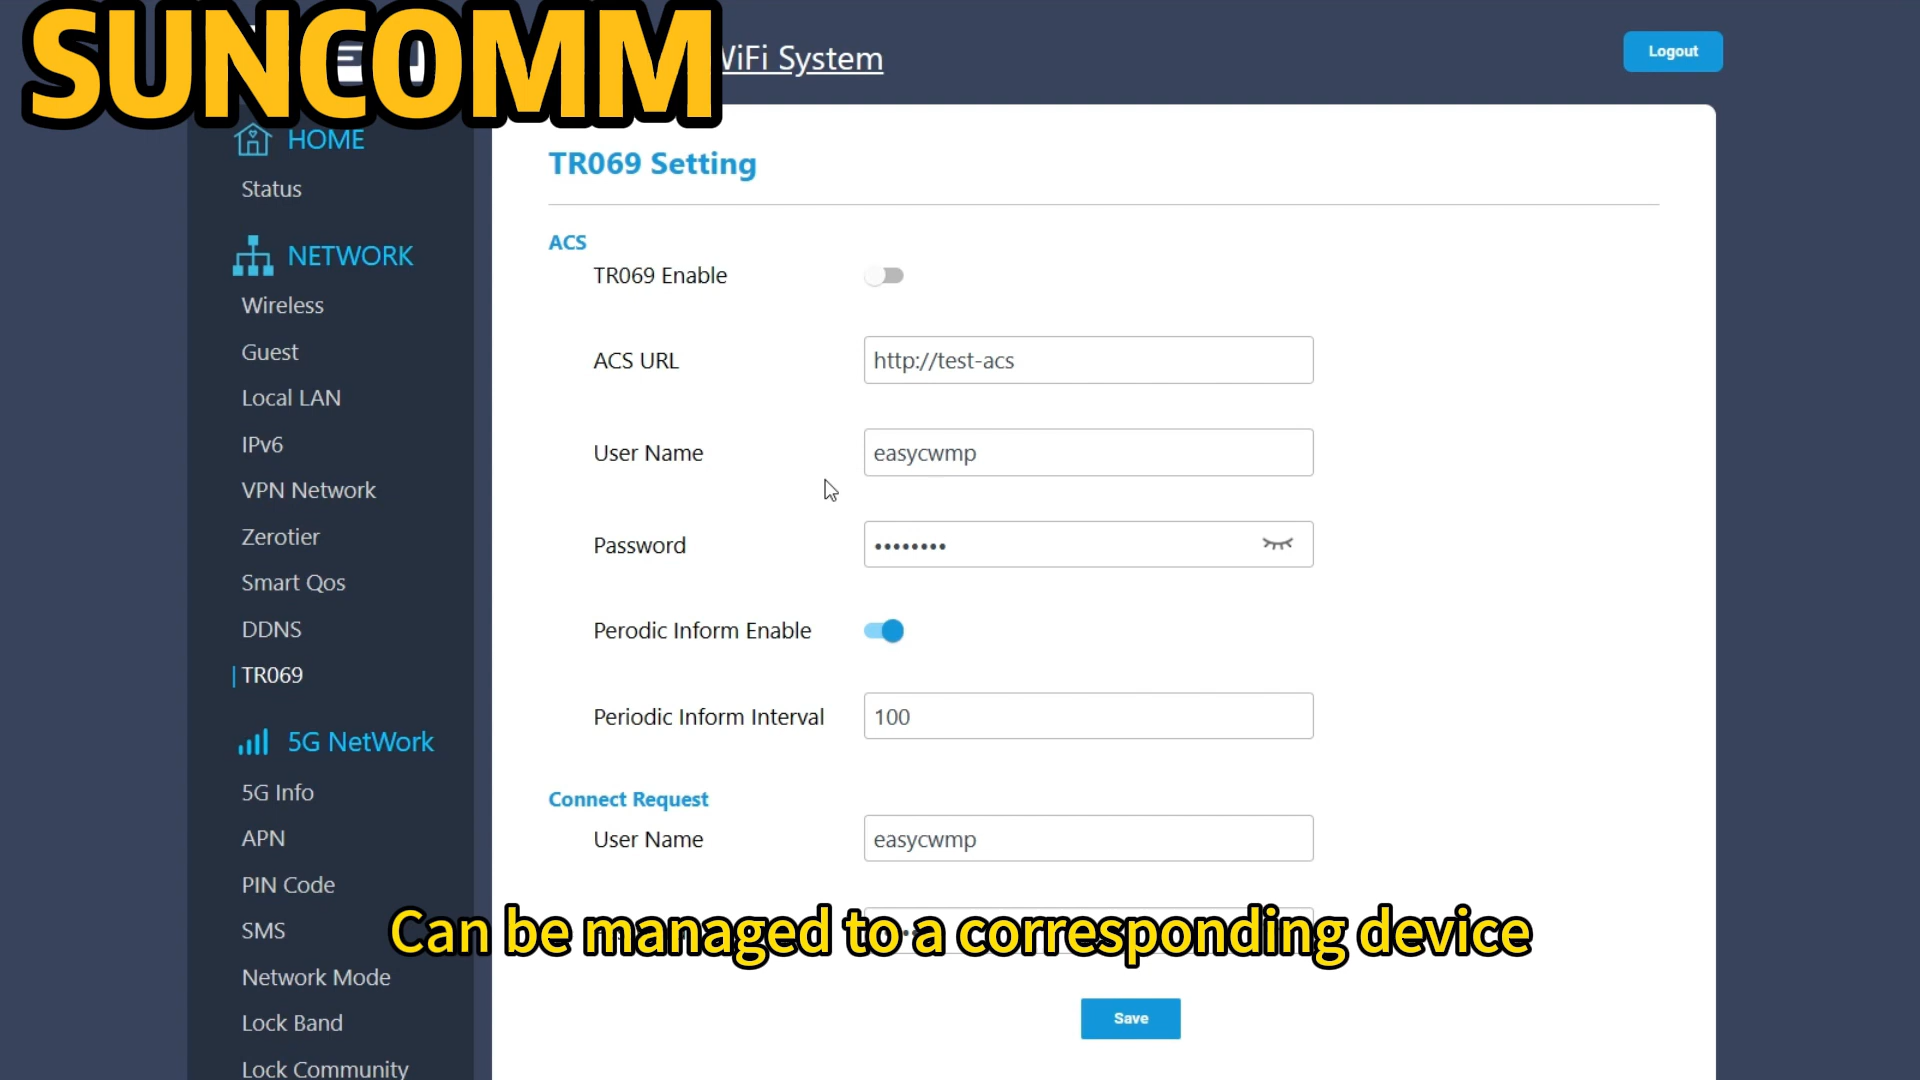 SUNCOMM
WiFi System
Logout
HOME
Status
NETWORK
Wireless
Guest
Local LAN
IPv6
VPN Network
Zerotier
Smart Qos
DDNS
TR069
5G NetWork
5G Info
APN
PIN Code
SMS
Network Mode
Lock Band
Lock Community
TR069 Setting
ACS
TR069 Enable
ACS URL
http://test-acs
User Name
easycwmp
Password
••••••••
Perodic Inform Enable
Periodic Inform Interval
100
Connect Request
User Name
easycwmp
Can be managed to a corresponding device
Save